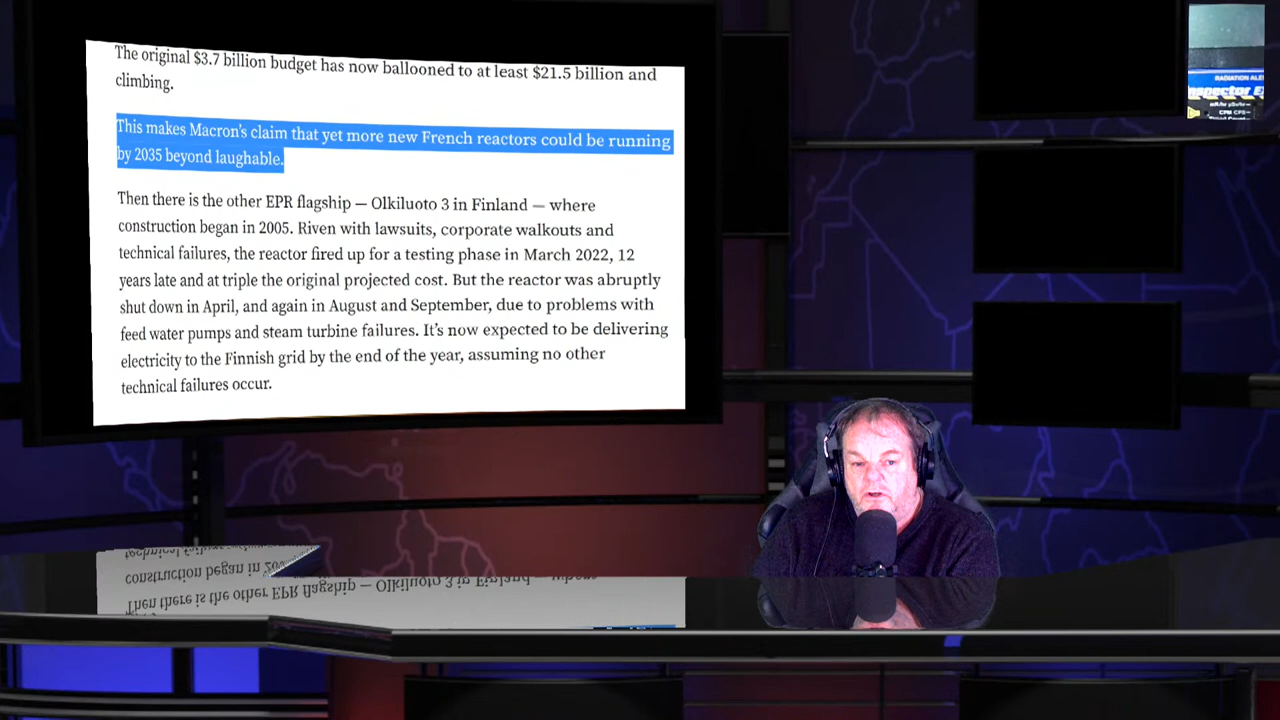 The original $3.7 billion budget has now ballooned to at least $21.5 billion and
climbing.
This makes Macron's claim that yet more new French reactors could be running
by 2035 beyond laughable.
Then there is the other EPR flagship — Olkiluoto 3 in Finland — where
construction began in 2005. Riven with lawsuits, corporate walkouts and
technical failures, the reactor fired up for a testing phase in March 2022, 12
years late and at triple the original projected cost. But the reactor was abruptly
shut down in April, and again in August and September, due to problems with
feed water pumps and steam turbine failures. It's now expected to be delivering
electricity to the Finnish grid by the end of the year, assuming no other
technical failures occur.
RADIATION ALE
nspector E
CPM CPS